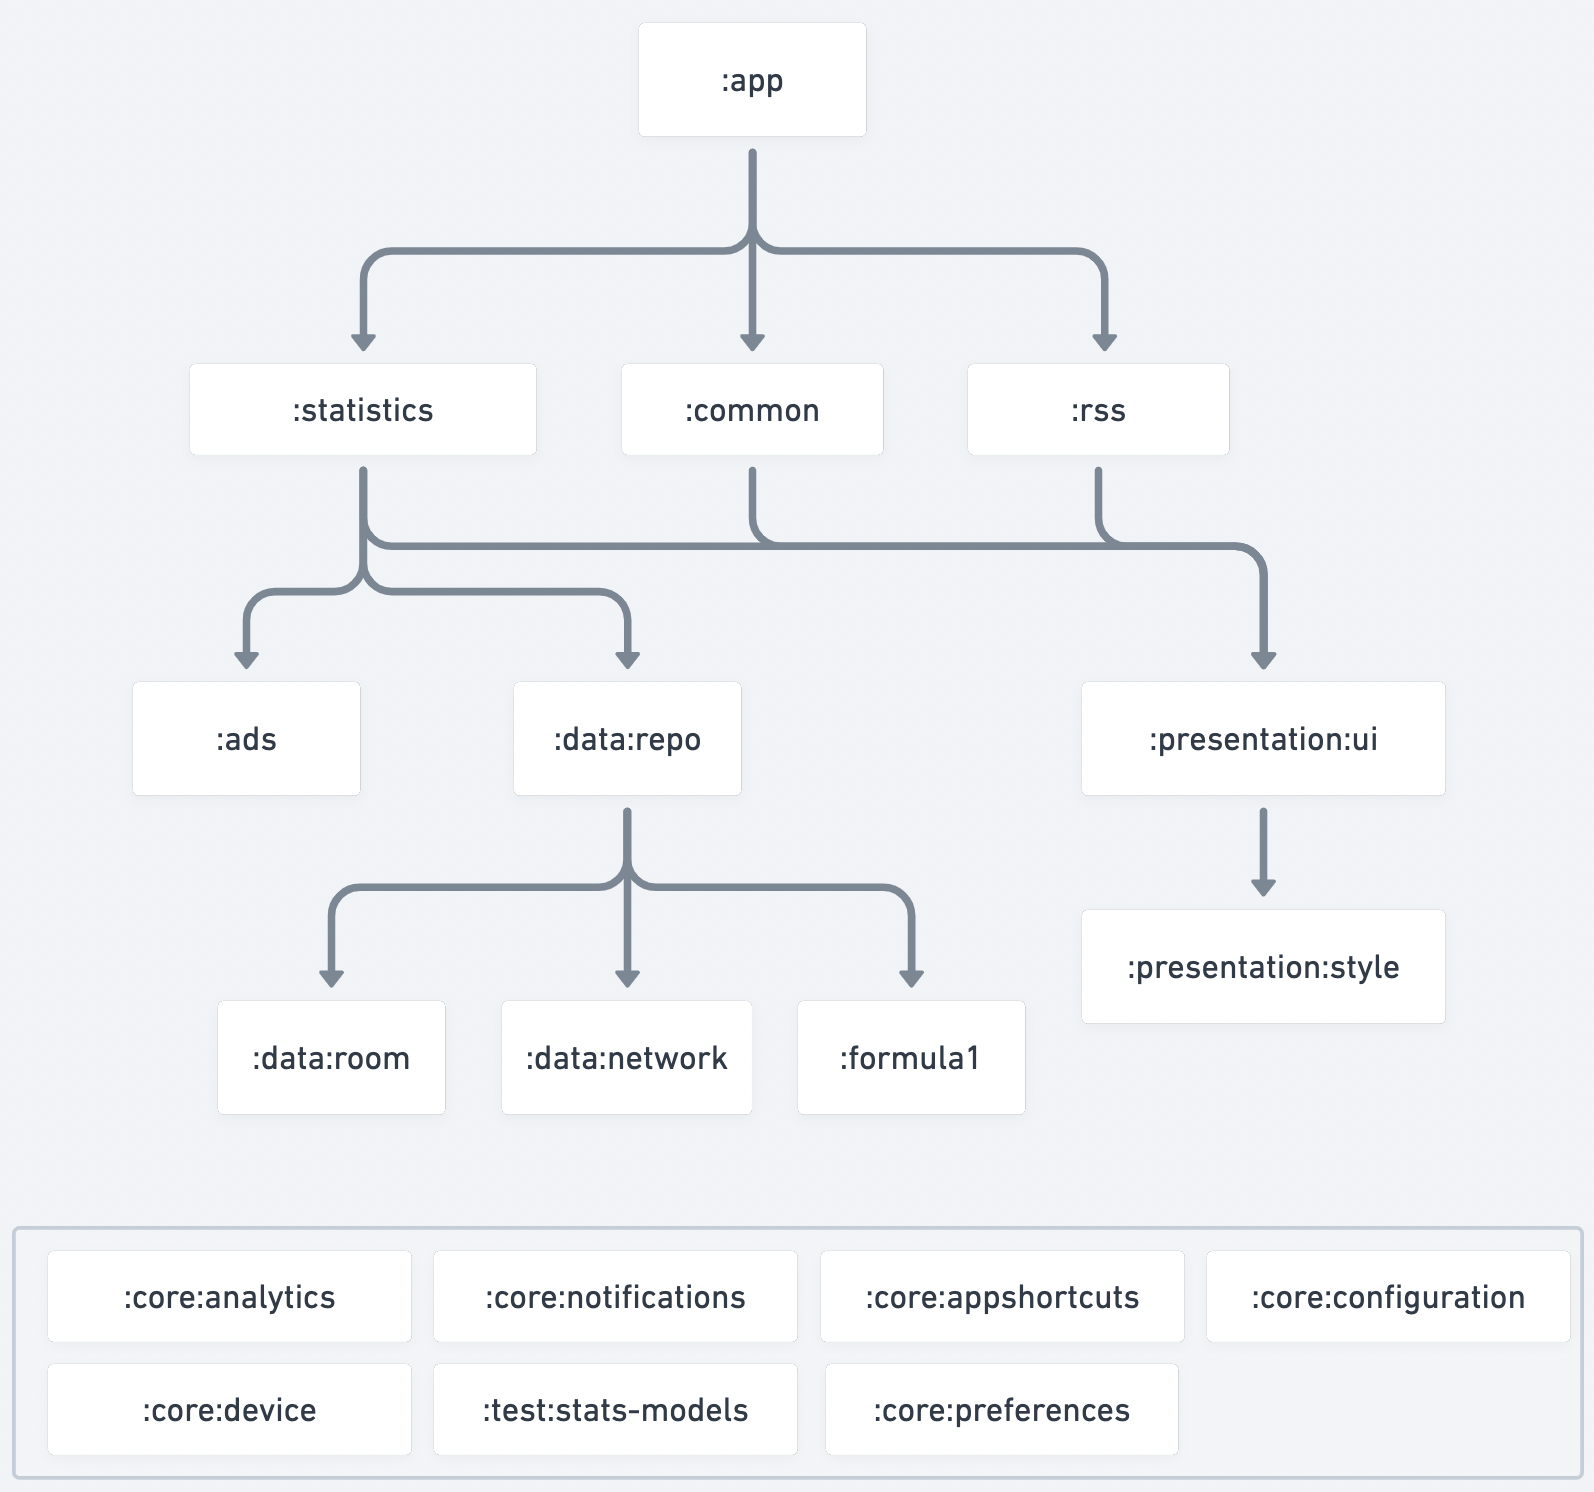 :app
:statistics
:common
:rss
:ads
:data:repo
:presentation:ui
:presentation:style
:data:room
:data:network
:formula1
:core:analytics
:core:notifications
:core:appshortcuts
:core:configuration
:core:device
:test:stats-models
:core:preferences